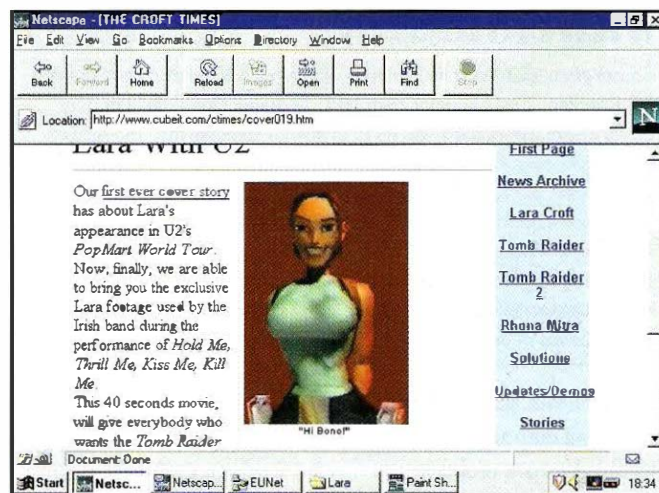 Netscape - [THE CROFT TIMES]
File Edit View Go Bookmarks Options Directory Window Help
Back Forward Home Reload Images Open Print Find Stop
Location: http://www.cubeit.com/ctimes/cover019.htm
N
Lara With U2
Our first ever cover story
has about Lara's
appearance in U2's
PopMart World Tour.
Now, finally, we are able
to bring you the exclusive
Lara footage used by the
Irish band during the
performance of Hold Me,
Thrill Me, Kiss Me, Kill
Me.
This 40 seconds movie,
will give everybody who
wants the Tomb Raider
"Hi Bono!"
First Page
News Archive
Lara Croft
Tomb Raider
Tomb Raider
2
Rhona Mitra
Solutions
Updates/Demos
Stories
Document: Done
Start Netsc... Netscap... EUNet Lara Paint Sh... 18:34